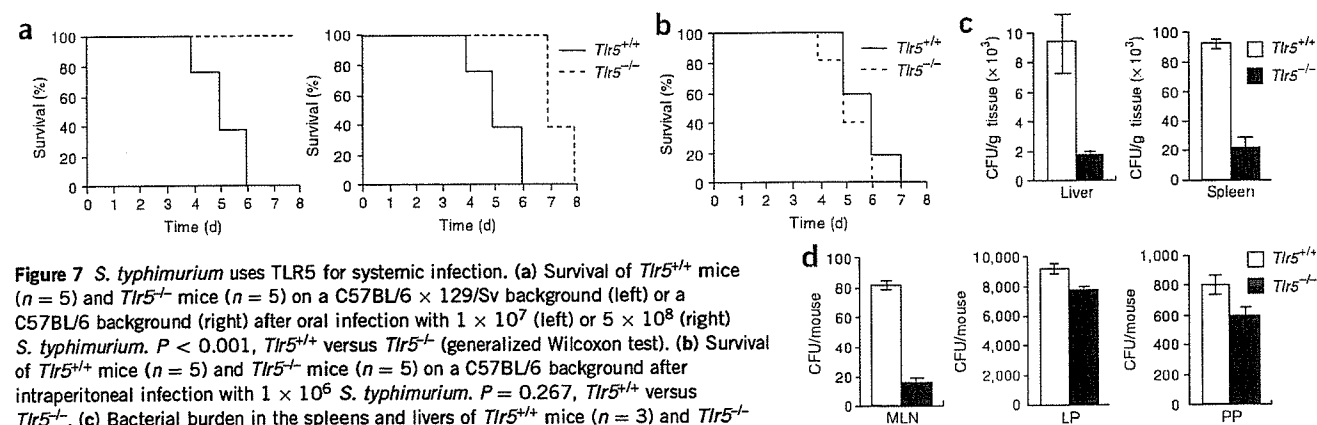 a
100
80
60
40
20
0
Survival (%)
0 1 2 3 4 5 6 7 8
Time (d)
100
80
60
40
20
0
Survival (%)
0 1 2 3 4 5 6 7 8
Time (d)
Tlr5+/+
Tlr5–/–
b
100
80
60
40
20
0
Survival (%)
0 1 2 3 4 5 6 7 8
Time (d)
Tlr5+/+
Tlr5–/–
c
10
8
6
4
2
0
CFU/g tissue (× 10³)
Liver
100
80
60
40
20
0
CFU/g tissue (× 10³)
Spleen
Tlr5+/+
Tlr5–/–
d
80
60
40
20
0
CFU/mouse
MLN
10,000
8,000
6,000
4,000
2,000
0
CFU/mouse
LP
1,000
800
600
400
200
0
CFU/mouse
PP
Tlr5+/+
Tlr5–/–
Figure 7 S. typhimurium uses TLR5 for systemic infection. (a) Survival of Tlr5+/+ mice
(n = 5) and Tlr5–/– mice (n = 5) on a C57BL/6 × 129/Sv background (left) or a
C57BL/6 background (right) after oral infection with 1 × 10⁷ (left) or 5 × 10⁸ (right)
S. typhimurium. P < 0.001, Tlr5+/+ versus Tlr5–/– (generalized Wilcoxon test). (b) Survival
of Tlr5+/+ mice (n = 5) and Tlr5–/– mice (n = 5) on a C57BL/6 background after
intraperitoneal infection with 1 × 10⁶ S. typhimurium. P = 0.267, Tlr5+/+ versus
Tlr5–/–. (c) Bacterial burden in the spleens and livers of Tlr5+/+ mice (n = 3) and Tlr5–/–